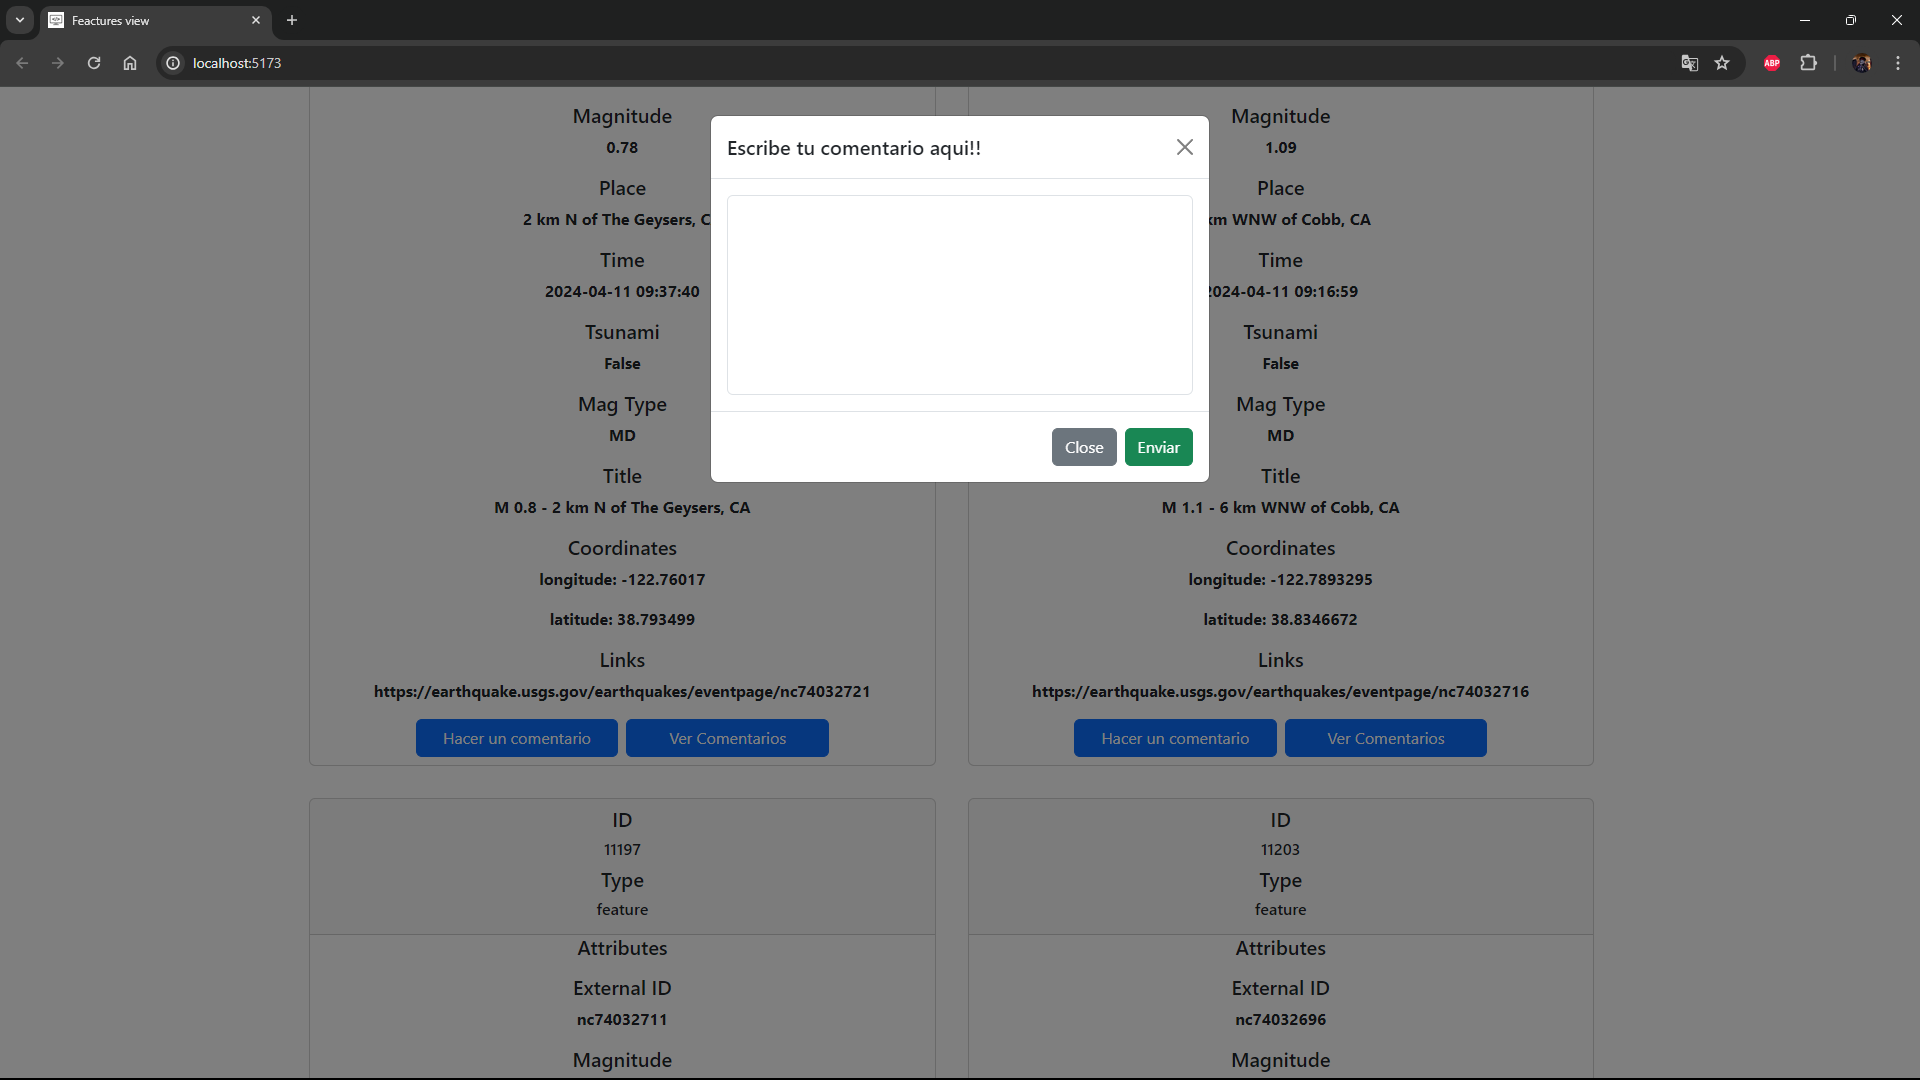 Feactures view
localhost:5173
ABP
Escribe tu comentario aqui!!
Close
Enviar
Magnitude
0.78
Place
2 km N of The Geysers, C
Time
2024-04-11 09:37:40
Tsunami
False
Mag Type
MD
Title
M 0.8 - 2 km N of The Geysers, CA
Coordinates
longitude: -122.76017
latitude: 38.793499
Links
https://earthquake.usgs.gov/earthquakes/eventpage/nc74032721
Hacer un comentario
Ver Comentarios
Magnitude
1.09
Place
km WNW of Cobb, CA
Time
2024-04-11 09:16:59
Tsunami
False
Mag Type
MD
Title
M 1.1 - 6 km WNW of Cobb, CA
Coordinates
longitude: -122.7893295
latitude: 38.8346672
Links
https://earthquake.usgs.gov/earthquakes/eventpage/nc74032716
Hacer un comentario
Ver Comentarios
ID
11197
Type
feature
Attributes
External ID
nc74032711
Magnitude
ID
11203
Type
feature
Attributes
External ID
nc74032696
Magnitude